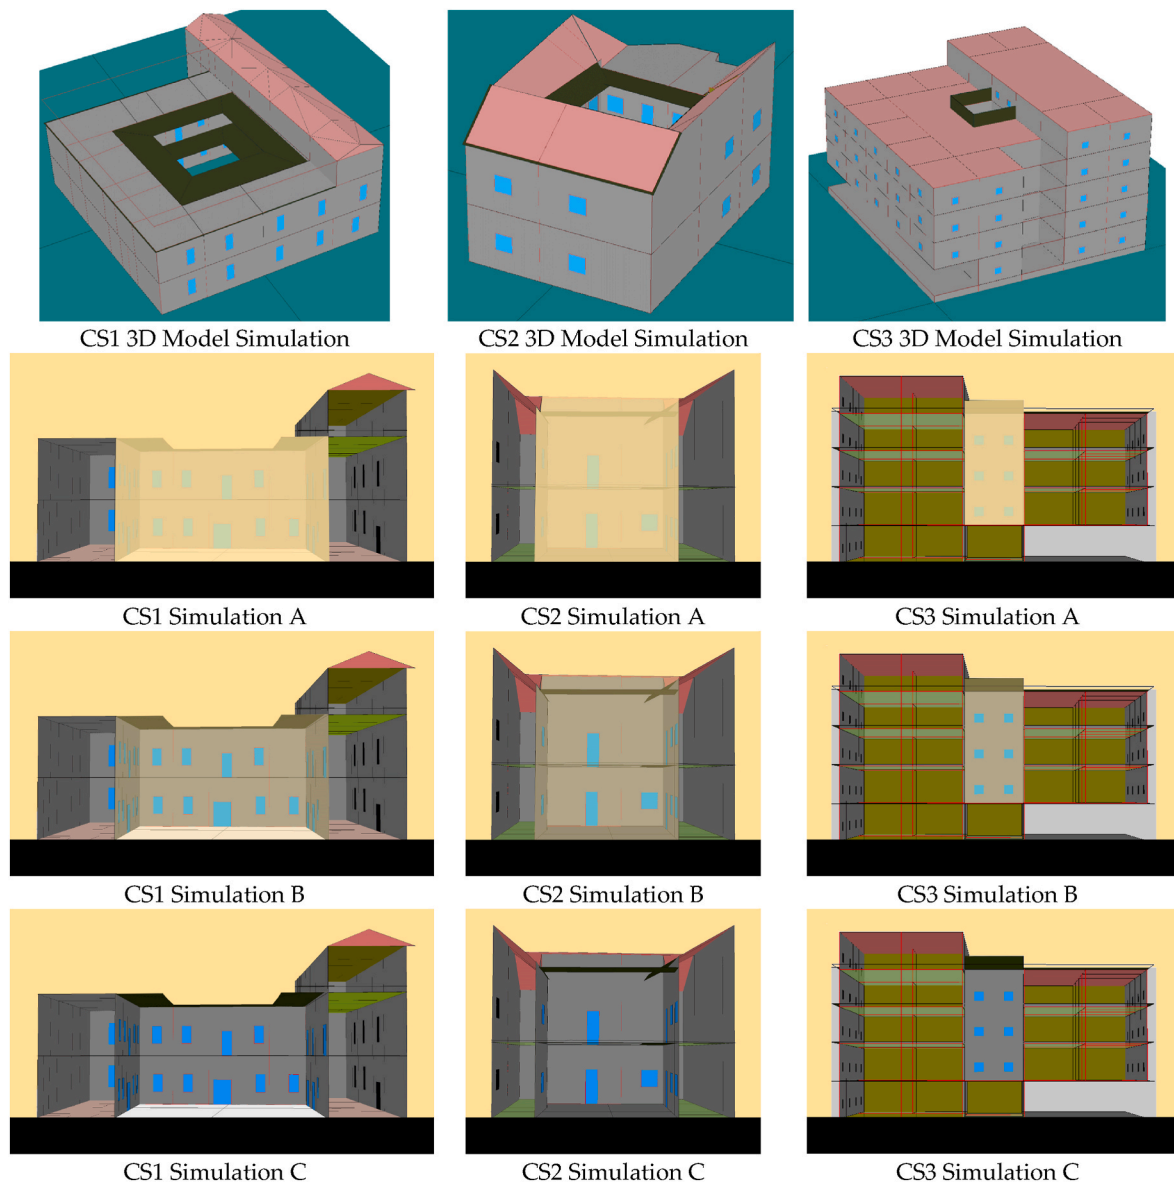 CS1 3D Model Simulation
CS2 3D Model Simulation
CS3 3D Model Simulation
CS1 Simulation A
CS2 Simulation A
CS3 Simulation A
CS1 Simulation B
CS2 Simulation B
CS3 Simulation B
CS1 Simulation C
CS2 Simulation C
CS3 Simulation C